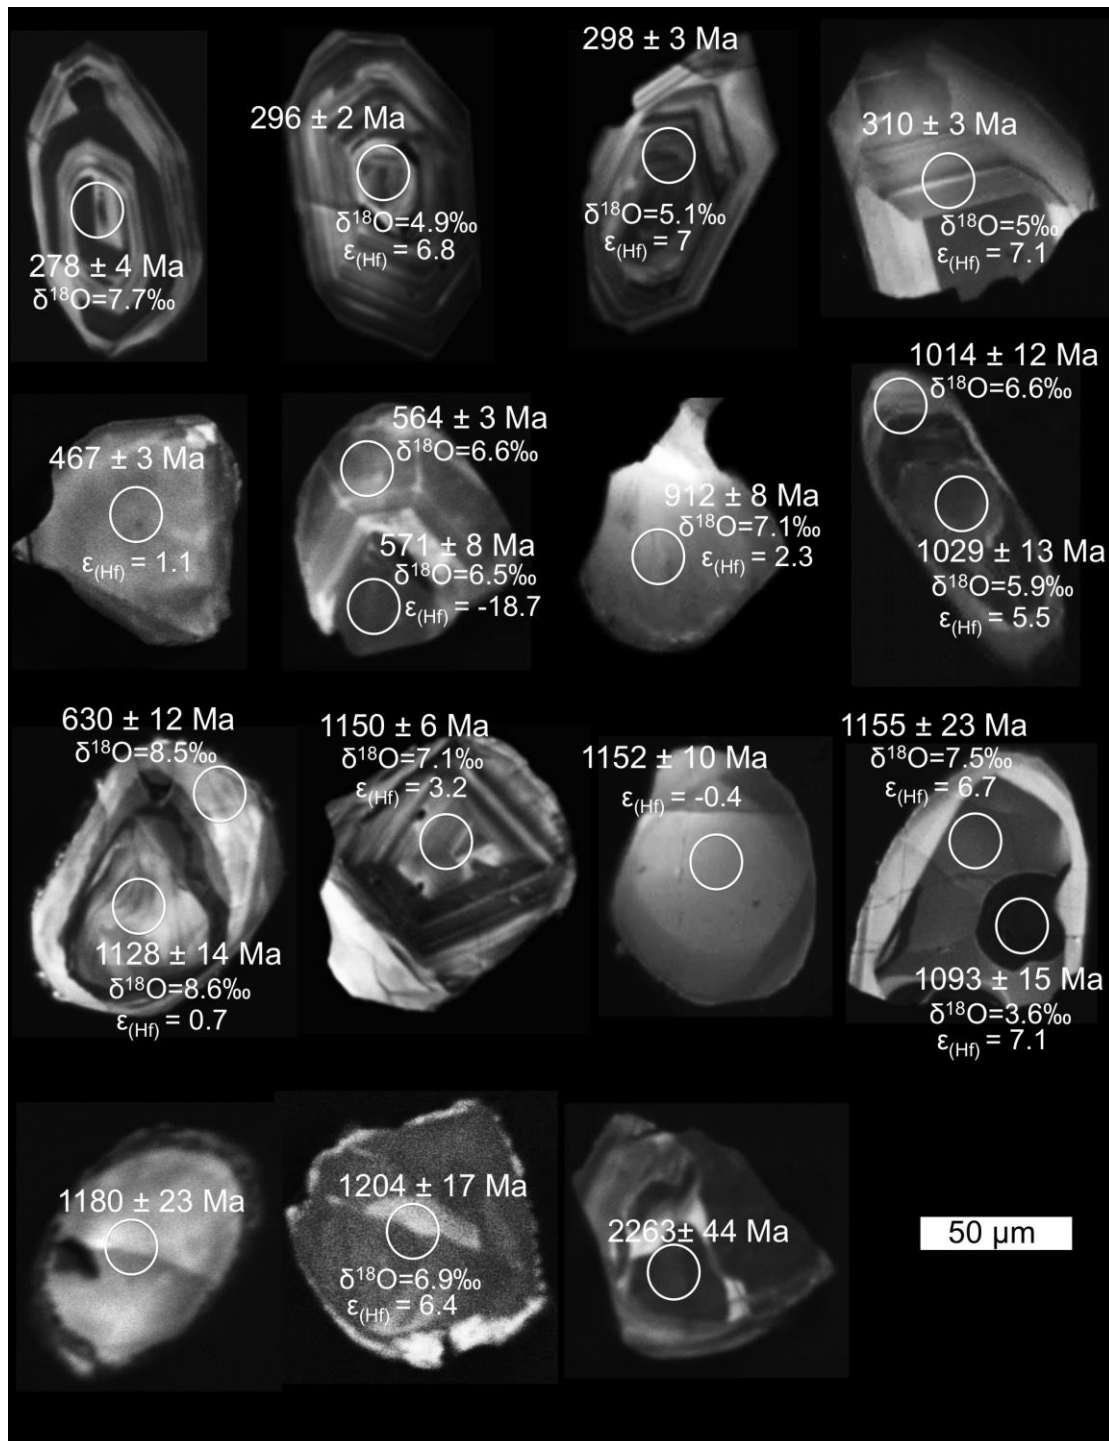 278 ± 4 Ma
δ¹⁸O=7.7‰
296 ± 2 Ma
δ¹⁸O=4.9‰
ε(Hf) = 6.8
298 ± 3 Ma
δ¹⁸O=5.1‰
ε(Hf) = 7
310 ± 3 Ma
δ¹⁸O=5‰
ε(Hf) = 7.1
467 ± 3 Ma
ε(Hf) = 1.1
564 ± 3 Ma
δ¹⁸O=6.6‰
571 ± 8 Ma
δ¹⁸O=6.5‰
ε(Hf) = -18.7
912 ± 8 Ma
δ¹⁸O=7.1‰
ε(Hf) = 2.3
1014 ± 12 Ma
δ¹⁸O=6.6‰
1029 ± 13 Ma
δ¹⁸O=5.9‰
ε(Hf) = 5.5
630 ± 12 Ma
δ¹⁸O=8.5‰
1128 ± 14 Ma
δ¹⁸O=8.6‰
ε(Hf) = 0.7
1150 ± 6 Ma
δ¹⁸O=7.1‰
ε(Hf) = 3.2
1152 ± 10 Ma
ε(Hf) = -0.4
1155 ± 23 Ma
δ¹⁸O=7.5‰
ε(Hf) = 6.7
1093 ± 15 Ma
δ¹⁸O=3.6‰
ε(Hf) = 7.1
1180 ± 23 Ma
1204 ± 17 Ma
δ¹⁸O=6.9‰
ε(Hf) = 6.4
2263± 44 Ma
50 µm